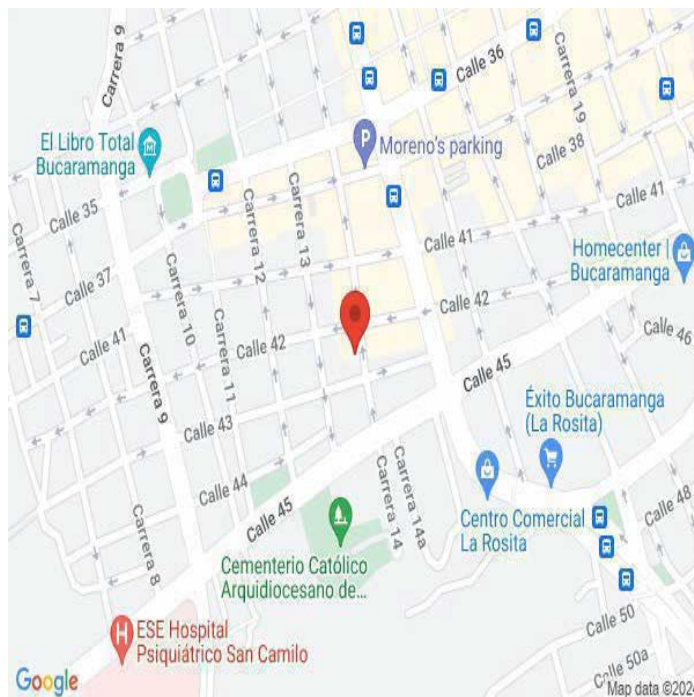 Carrera 9
Calle 36
Carrera 19
El Libro Total
Bucaramanga
Moreno's parking
Calle 38
Calle 35
Calle 41
Carrera 12
Carrera 13
Calle 37
Calle 41
Homecenter |
Bucaramanga
Carrera 7
Carrera 10
Calle 42
Calle 41
Calle 42
Calle 46
Carrera 11
Calle 45
Carrera 9
Éxito Bucaramanga
(La Rosita)
Calle 43
Calle 44
Carrera 14a
Carrera 14
Calle 48
Calle 45
Centro Comercial
La Rosita
Carrera 8
Cementerio Católico
Arquidiocesano de...
Calle 50
ESE Hospital
Psiquiátrico San Camilo
Calle 50a
Google
Map data ©202